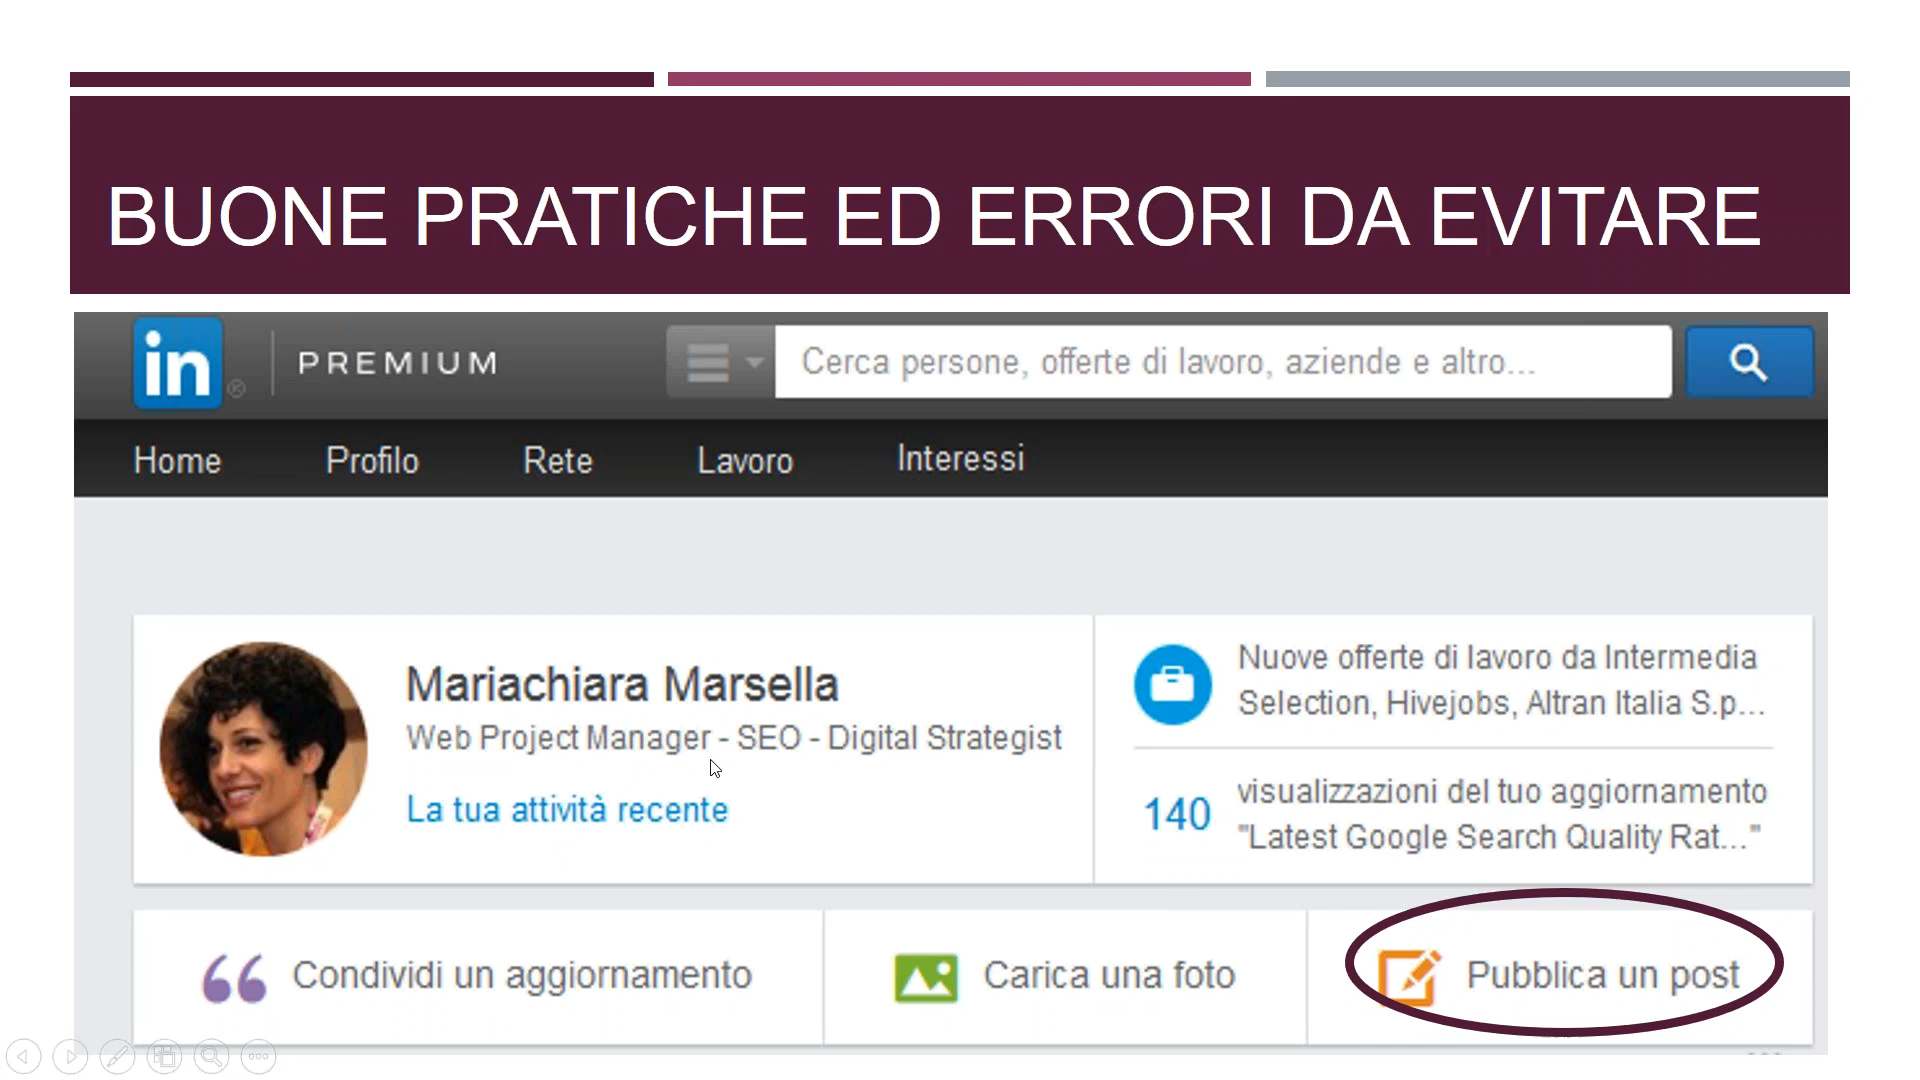 BUONE PRATICHE ED ERRORI DA EVITARE
in® PREMIUM
Cerca persone, offerte di lavoro, aziende e altro...
Home Profilo Rete Lavoro Interessi
Mariachiara Marsella
Web Project Manager - SEO - Digital Strategist
La tua attività recente
Nuove offerte di lavoro da Intermedia
Selection, Hivejobs, Altran Italia S.p...
140
visualizzazioni del tuo aggiornamento
"Latest Google Search Quality Rat..."
Condividi un aggiornamento
Carica una foto
Pubblica un post